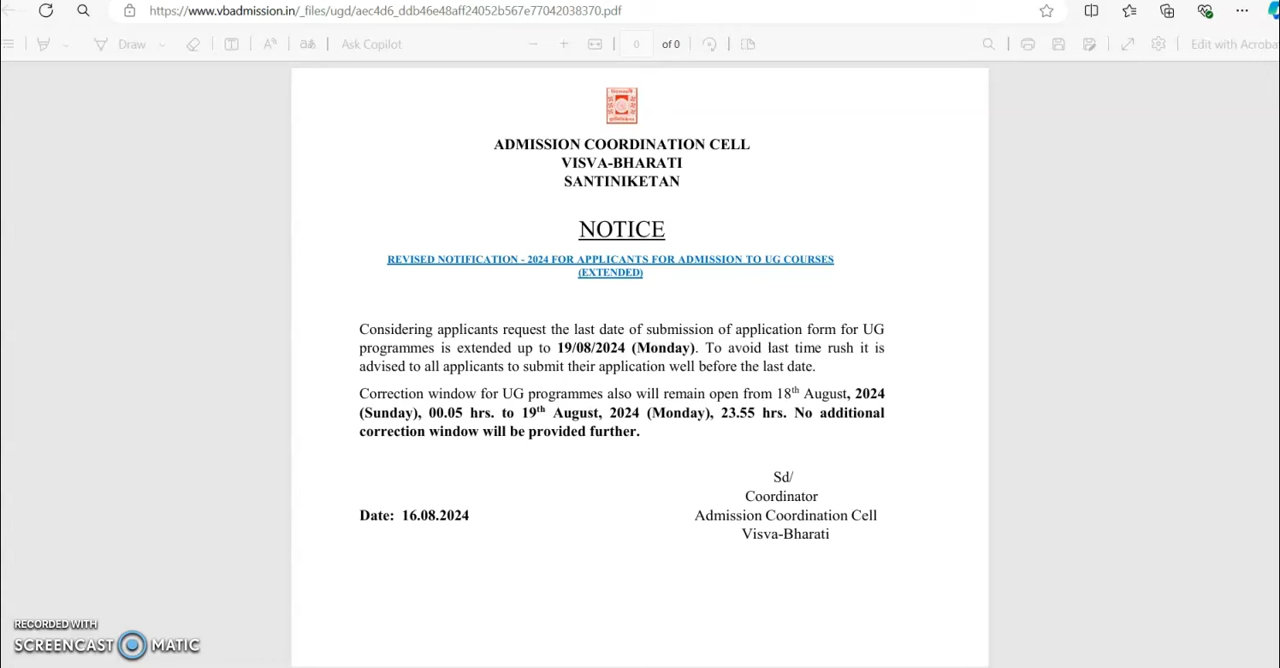 https://www.vbadmission.in/_files/ugd/aec4d6_ddb46e48aff24052b567e77042038370.pdf
Draw
aあ
Ask Copilot
0 of 0
Edit with Acroba
ADMISSION COORDINATION CELL
VISVA-BHARATI
SANTINIKETAN
NOTICE
REVISED NOTIFICATION - 2024 FOR APPLICANTS FOR ADMISSION TO UG COURSES
(EXTENDED)
Considering applicants request the last date of submission of application form for UG
programmes is extended up to 19/08/2024 (Monday). To avoid last time rush it is
advised to all applicants to submit their application well before the last date.
Correction window for UG programmes also will remain open from 18th August, 2024
(Sunday), 00.05 hrs. to 19th August, 2024 (Monday), 23.55 hrs. No additional
correction window will be provided further.
Sd/
Coordinator
Date: 16.08.2024 Admission Coordination Cell
Visva-Bharati
RECORDED WITH
SCREENCAST MATIC